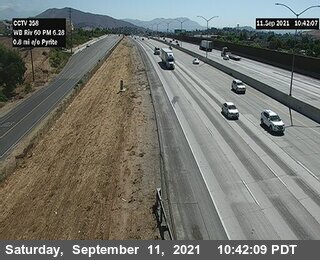 CCTV 358
WB Riv 60 PM 6.28
0.8 mi e/o Pyrite
11.Sep 2021 10:42:07
Saturday, September 11, 2021 10:42:09 PDT